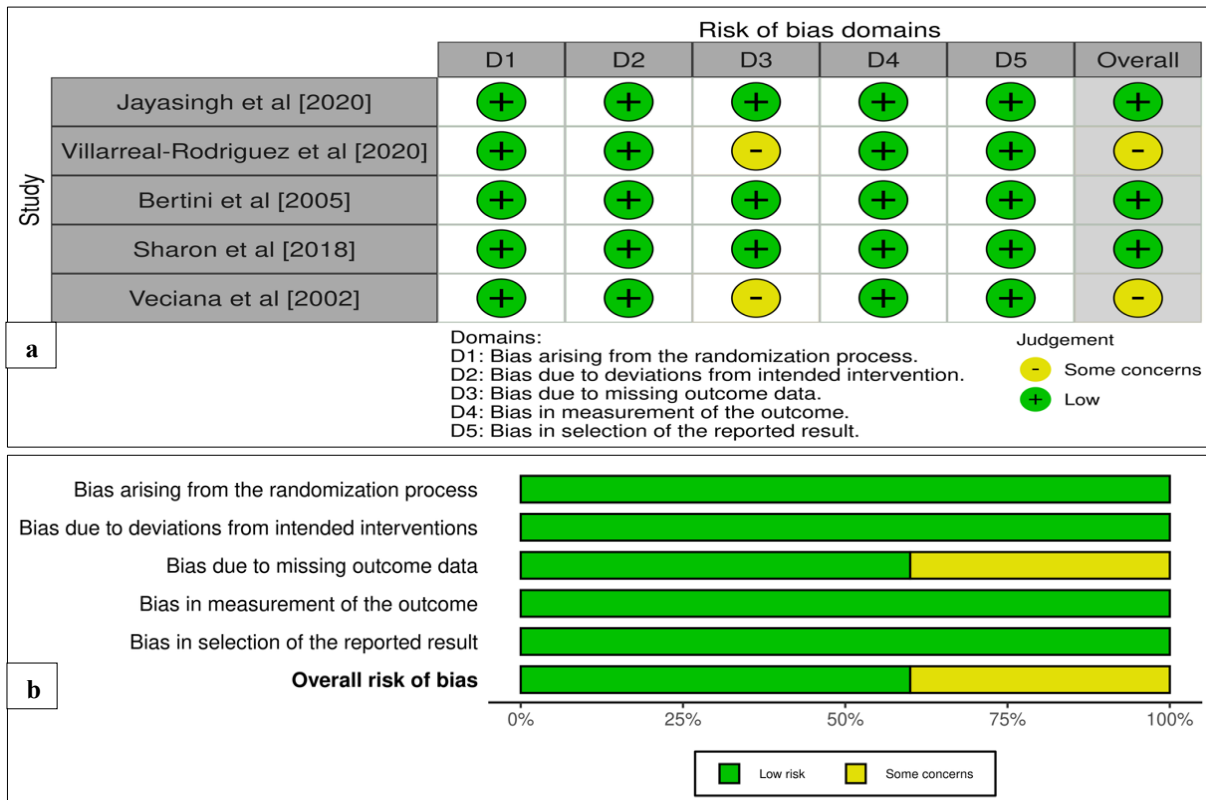 Risk of bias domains
D1 D2 D3 D4 D5 Overall
Study
Jayasingh et al [2020] + + + + + +
Villarreal-Rodriguez et al [2020] + + - + + -
Bertini et al [2005] + + + + + +
Sharon et al [2018] + + + + + +
Veciana et al [2002] + + - + + -
a
Domains:
D1: Bias arising from the randomization process.
D2: Bias due to deviations from intended intervention.
D3: Bias due to missing outcome data.
D4: Bias in measurement of the outcome.
D5: Bias in selection of the reported result.
Judgement
- Some concerns
+ Low
Bias arising from the randomization process
Bias due to deviations from intended interventions
Bias due to missing outcome data
Bias in measurement of the outcome
Bias in selection of the reported result
Overall risk of bias
b
0% 25% 50% 75% 100%
Low risk Some concerns